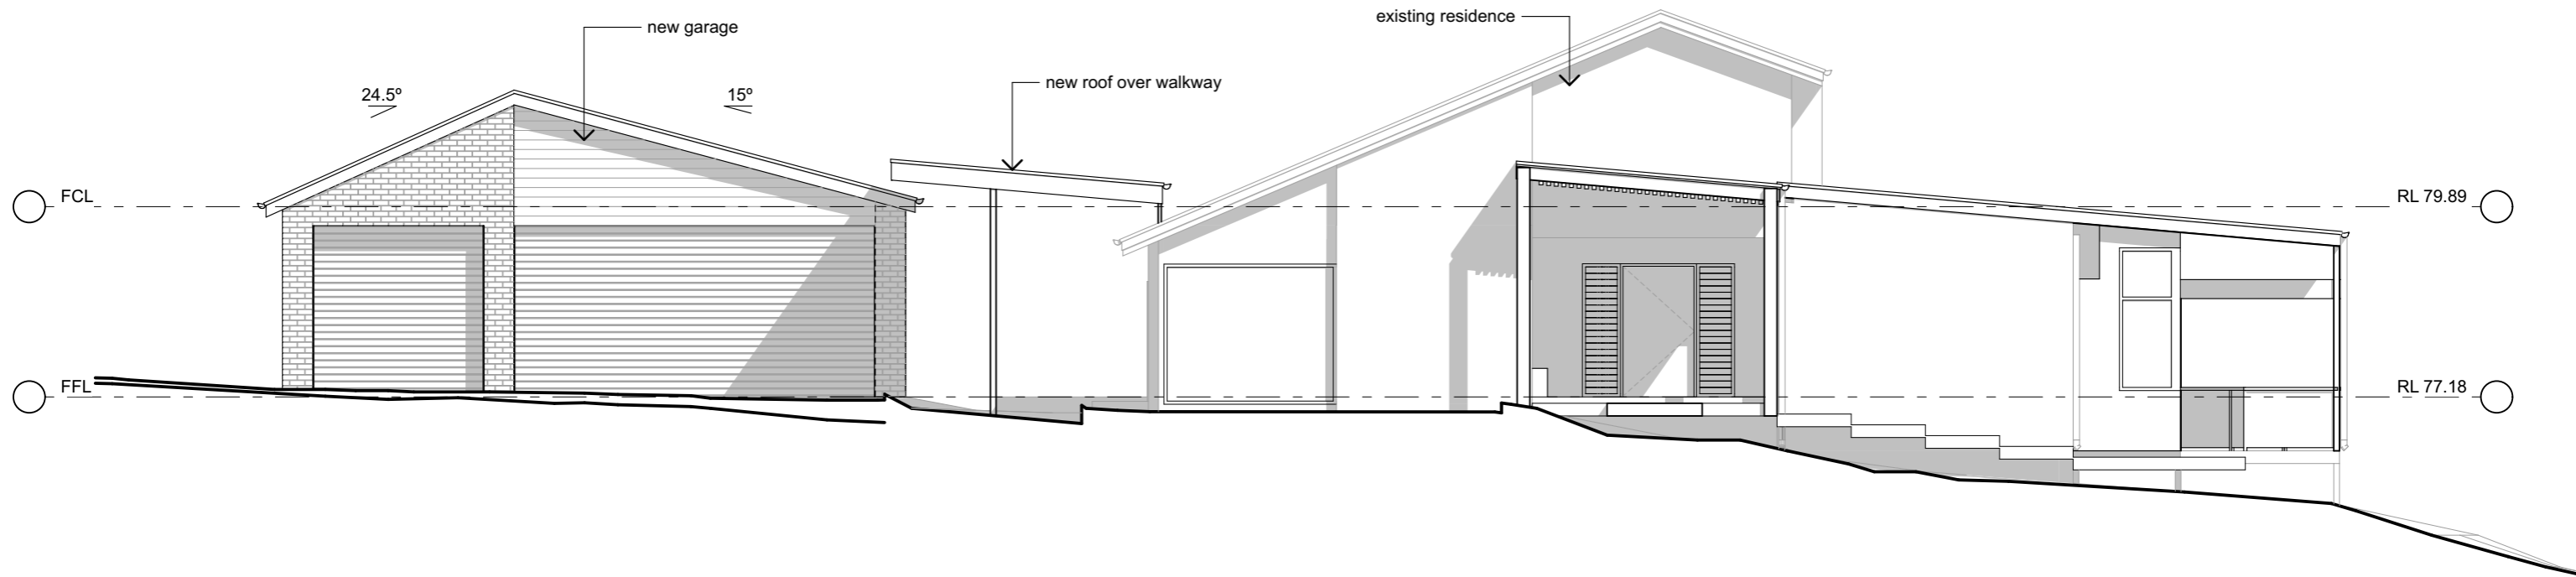 existing residence
new garage
new roof over walkway
24.5º
15º
FCL
RL 79.89
FFL
RL 77.18